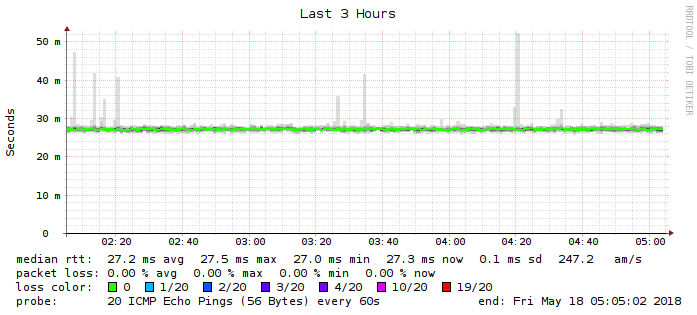 Last 3 Hours
RRDTOOL / TOBI OETIKER
Seconds
50 m
40 m
30 m
20 m
10 m
0
02:20 02:40 03:00 03:20 03:40 04:00 04:20 04:40 05:00
median rtt: 27.2 ms avg 27.5 ms max 27.0 ms min 27.3 ms now 0.1 ms sd 247.2 am/s
packet loss: 0.00 % avg 0.00 % max 0.00 % min 0.00 % now
loss color: 0 1/20 2/20 3/20 4/20 10/20 19/20
probe: 20 ICMP Echo Pings (56 Bytes) every 60s end: Fri May 18 05:05:02 2018